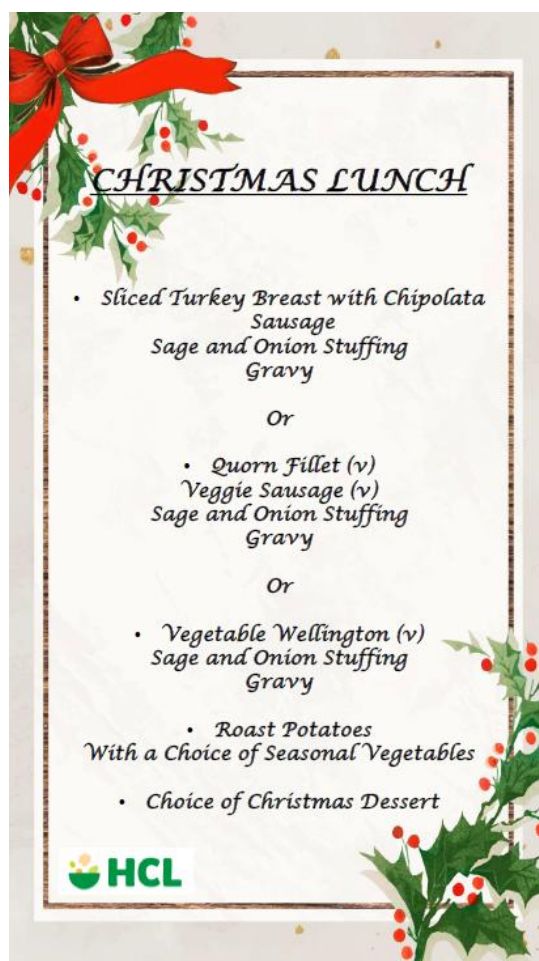 CHRISTMAS LUNCH
• Sliced Turkey Breast with Chipolata
Sausage
Sage and Onion Stuffing
Gravy
Or
• Quorn Fillet (v)
Veggie Sausage (v)
Sage and Onion Stuffing
Gravy
Or
• Vegetable Wellington (v)
Sage and Onion Stuffing
Gravy
• Roast Potatoes
With a Choice of Seasonal Vegetables
• Choice of Christmas Dessert
HCL